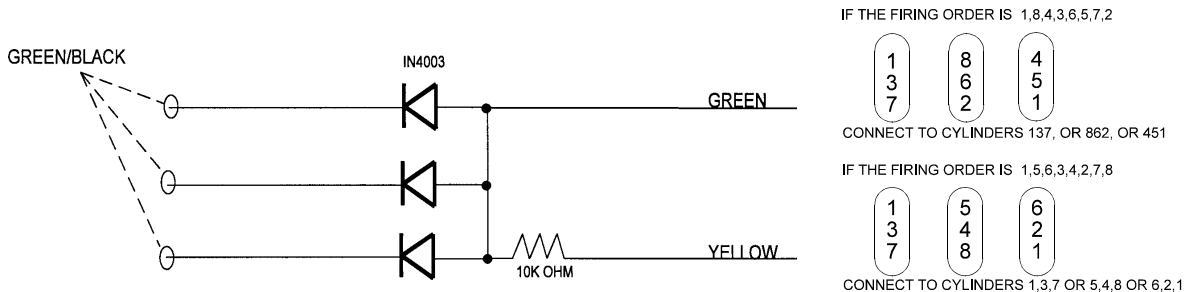 GREEN/BLACK
IN4003
GREEN
YELLOW
10K OHM
IF THE FIRING ORDER IS 1,8,4,3,6,5,7,2
1 8 4
3 6 5
7 2 1
CONNECT TO CYLINDERS 137, OR 862, OR 451
IF THE FIRING ORDER IS 1,5,6,3,4,2,7,8
1 5 6
3 4 2
7 8 1
CONNECT TO CYLINDERS 1,3,7 OR 5,4,8 OR 6,2,1